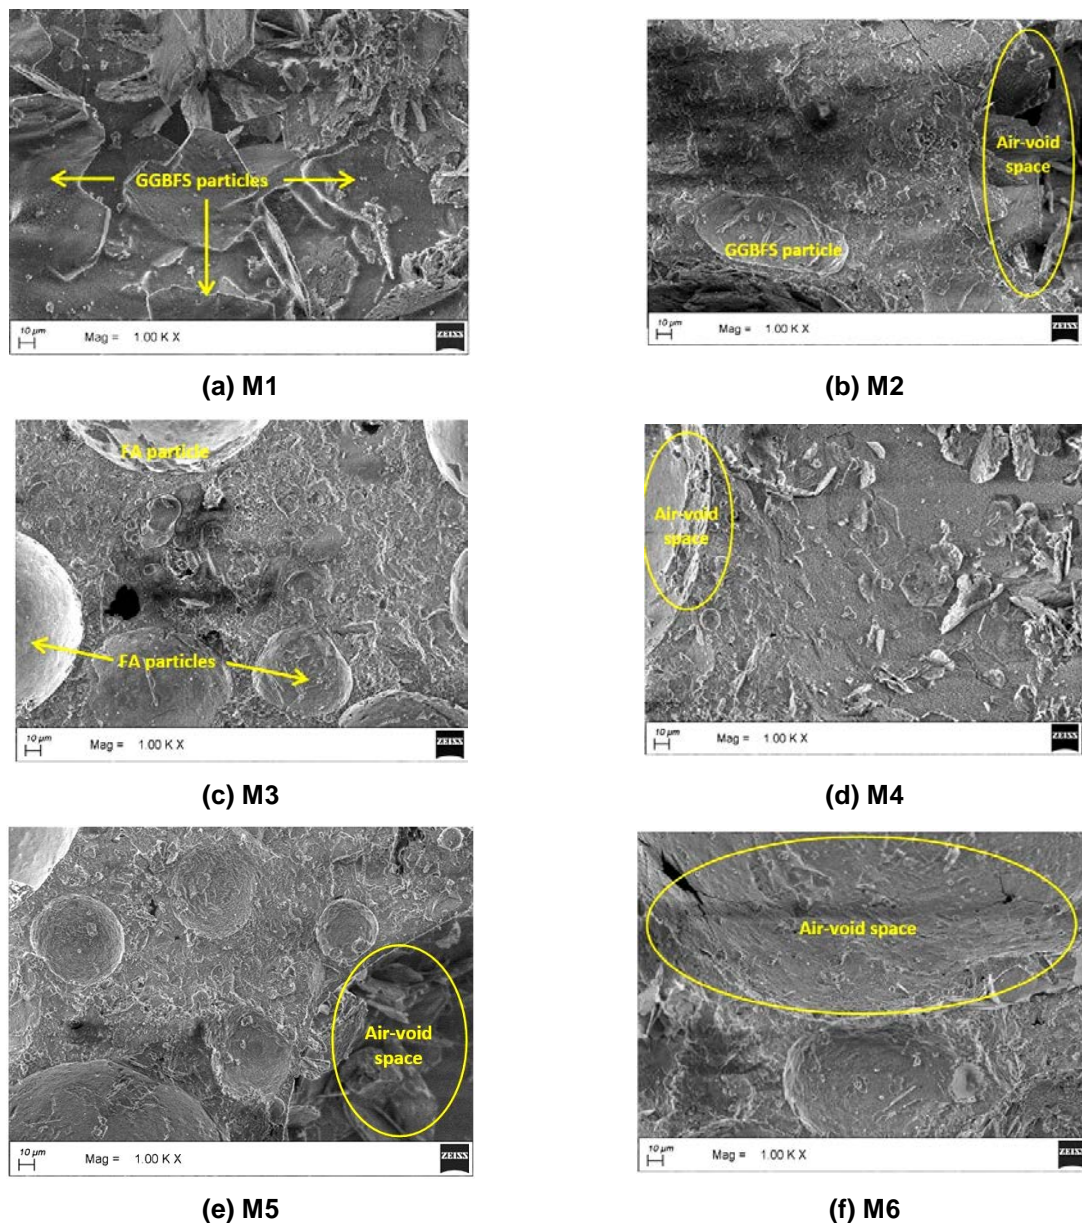 GGBFS particles
10 µm Mag = 1.00 K X ZEISS
(a) M1
Air-void
space
GGBFS particle
10 µm Mag = 1.00 K X ZEISS
(b) M2
FA particle
FA particles
10 µm Mag = 1.00 K X ZEISS
(c) M3
Air-void
space
10 µm Mag = 1.00 K X ZEISS
(d) M4
Air-void
space
10 µm Mag = 1.00 K X ZEISS
(e) M5
Air-void space
10 µm Mag = 1.00 K X ZEISS
(f) M6